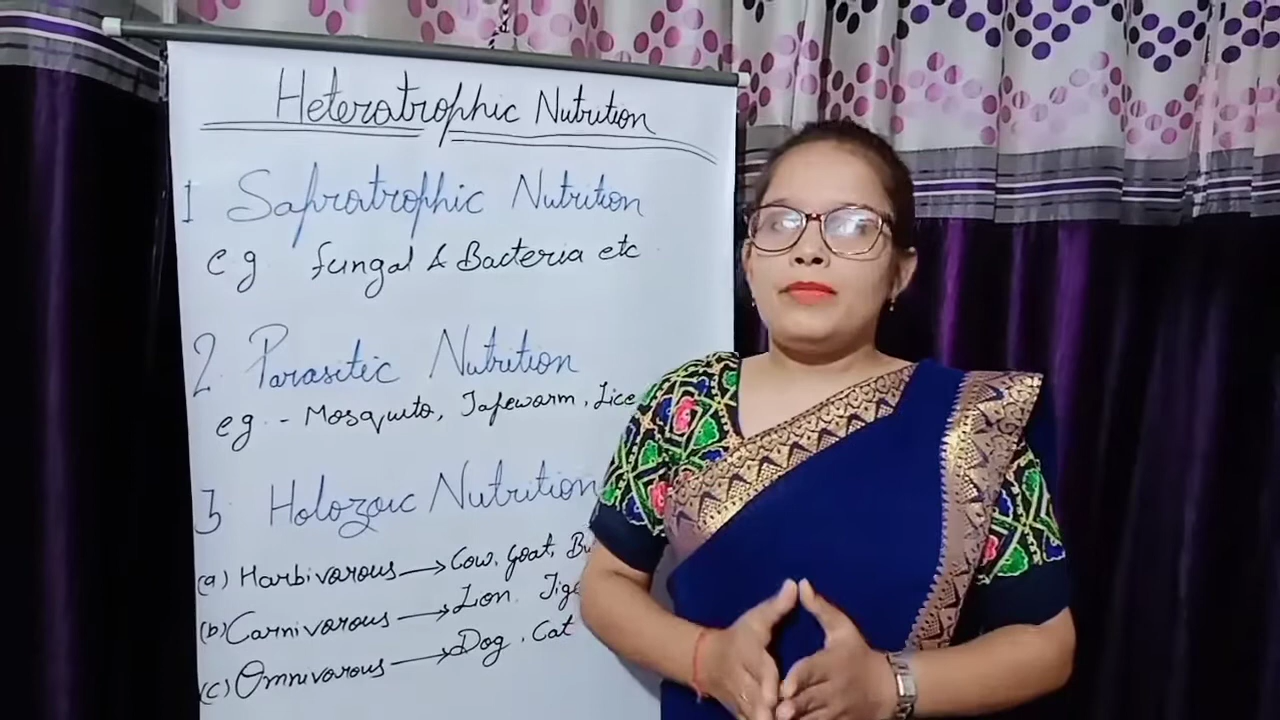 Heterotrophic Nutrition
1 Saprotrophic Nutrition
eg fungal & Bacteria etc
2 Parasitic Nutrition
eg - Mosquito, Tapeworm, Lice
3 Holozoic Nutrition
(a) Harbivorous → Cow, Goat,
(b) Carnivorous → Lion.
(c) Omnivorous → Dog, Cat